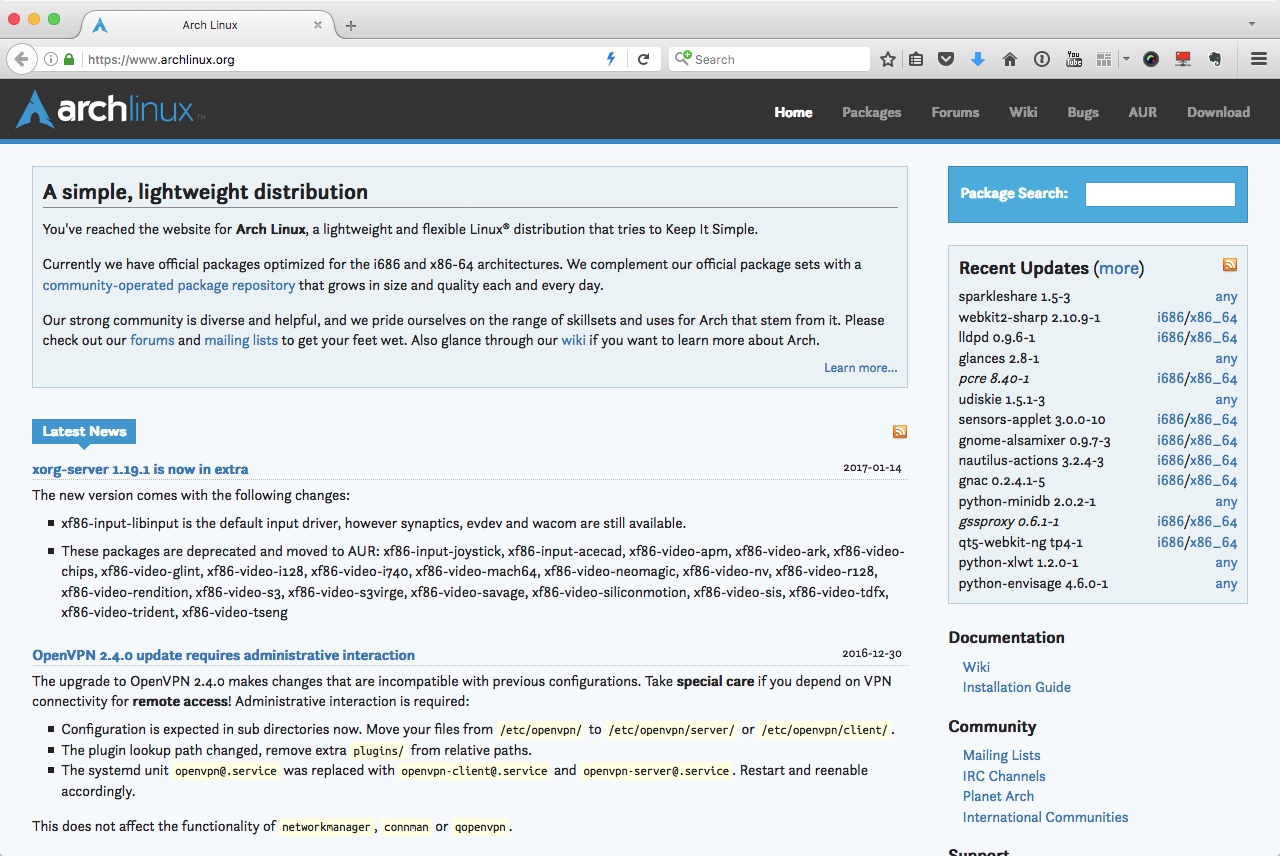 Arch Linux
https://www.archlinux.org
Search
You Tube
archlinux™
Home Packages Forums Wiki Bugs AUR Download
A simple, lightweight distribution
You've reached the website for Arch Linux, a lightweight and flexible Linux® distribution that tries to Keep It Simple.
Currently we have official packages optimized for the i686 and x86-64 architectures. We complement our official package sets with a
community-operated package repository that grows in size and quality each and every day.
Our strong community is diverse and helpful, and we pride ourselves on the range of skillsets and uses for Arch that stem from it. Please
check out our forums and mailing lists to get your feet wet. Also glance through our wiki if you want to learn more about Arch.
Learn more...
Latest News
xorg-server 1.19.1 is now in extra 2017-01-14
The new version comes with the following changes:
xf86-input-libinput is the default input driver, however synaptics, evdev and wacom are still available.
These packages are deprecated and moved to AUR: xf86-input-joystick, xf86-input-acecad, xf86-video-apm, xf86-video-ark, xf86-video-
chips, xf86-video-glint, xf86-video-i128, xf86-video-i740, xf86-video-mach64, xf86-video-neomagic, xf86-video-nv, xf86-video-r128,
xf86-video-rendition, xf86-video-s3, xf86-video-s3virge, xf86-video-savage, xf86-video-siliconmotion, xf86-video-sis, xf86-video-tdfx,
xf86-video-trident, xf86-video-tseng
OpenVPN 2.4.0 update requires administrative interaction 2016-12-30
The upgrade to OpenVPN 2.4.0 makes changes that are incompatible with previous configurations. Take special care if you depend on VPN
connectivity for remote access! Administrative interaction is required:
Configuration is expected in sub directories now. Move your files from /etc/openvpn/ to /etc/openvpn/server/ or /etc/openvpn/client/.
The plugin lookup path changed, remove extra plugins/ from relative paths.
The systemd unit openvpn@.service was replaced with openvpn-client@.service and openvpn-server@.service. Restart and reenable
accordingly.
This does not affect the functionality of networkmanager, connman or qopenvpn.
Package Search:
Recent Updates (more)
sparkleshare 1.5-3 any
webkit2-sharp 2.10.9-1 i686/x86_64
lldpd 0.9.6-1 i686/x86_64
glances 2.8-1 any
pcre 8.40-1 i686/x86_64
udiskie 1.5.1-3 any
sensors-applet 3.0.0-10 i686/x86_64
gnome-alsamixer 0.9.7-3 i686/x86_64
nautilus-actions 3.2.4-3 i686/x86_64
gnac 0.2.4.1-5 i686/x86_64
python-minidb 2.0.2-1 any
gssproxy 0.6.1-1 i686/x86_64
qt5-webkit-ng tp4-1 i686/x86_64
python-xlwt 1.2.0-1 any
python-envisage 4.6.0-1 any
Documentation
Wiki
Installation Guide
Community
Mailing Lists
IRC Channels
Planet Arch
International Communities
Support